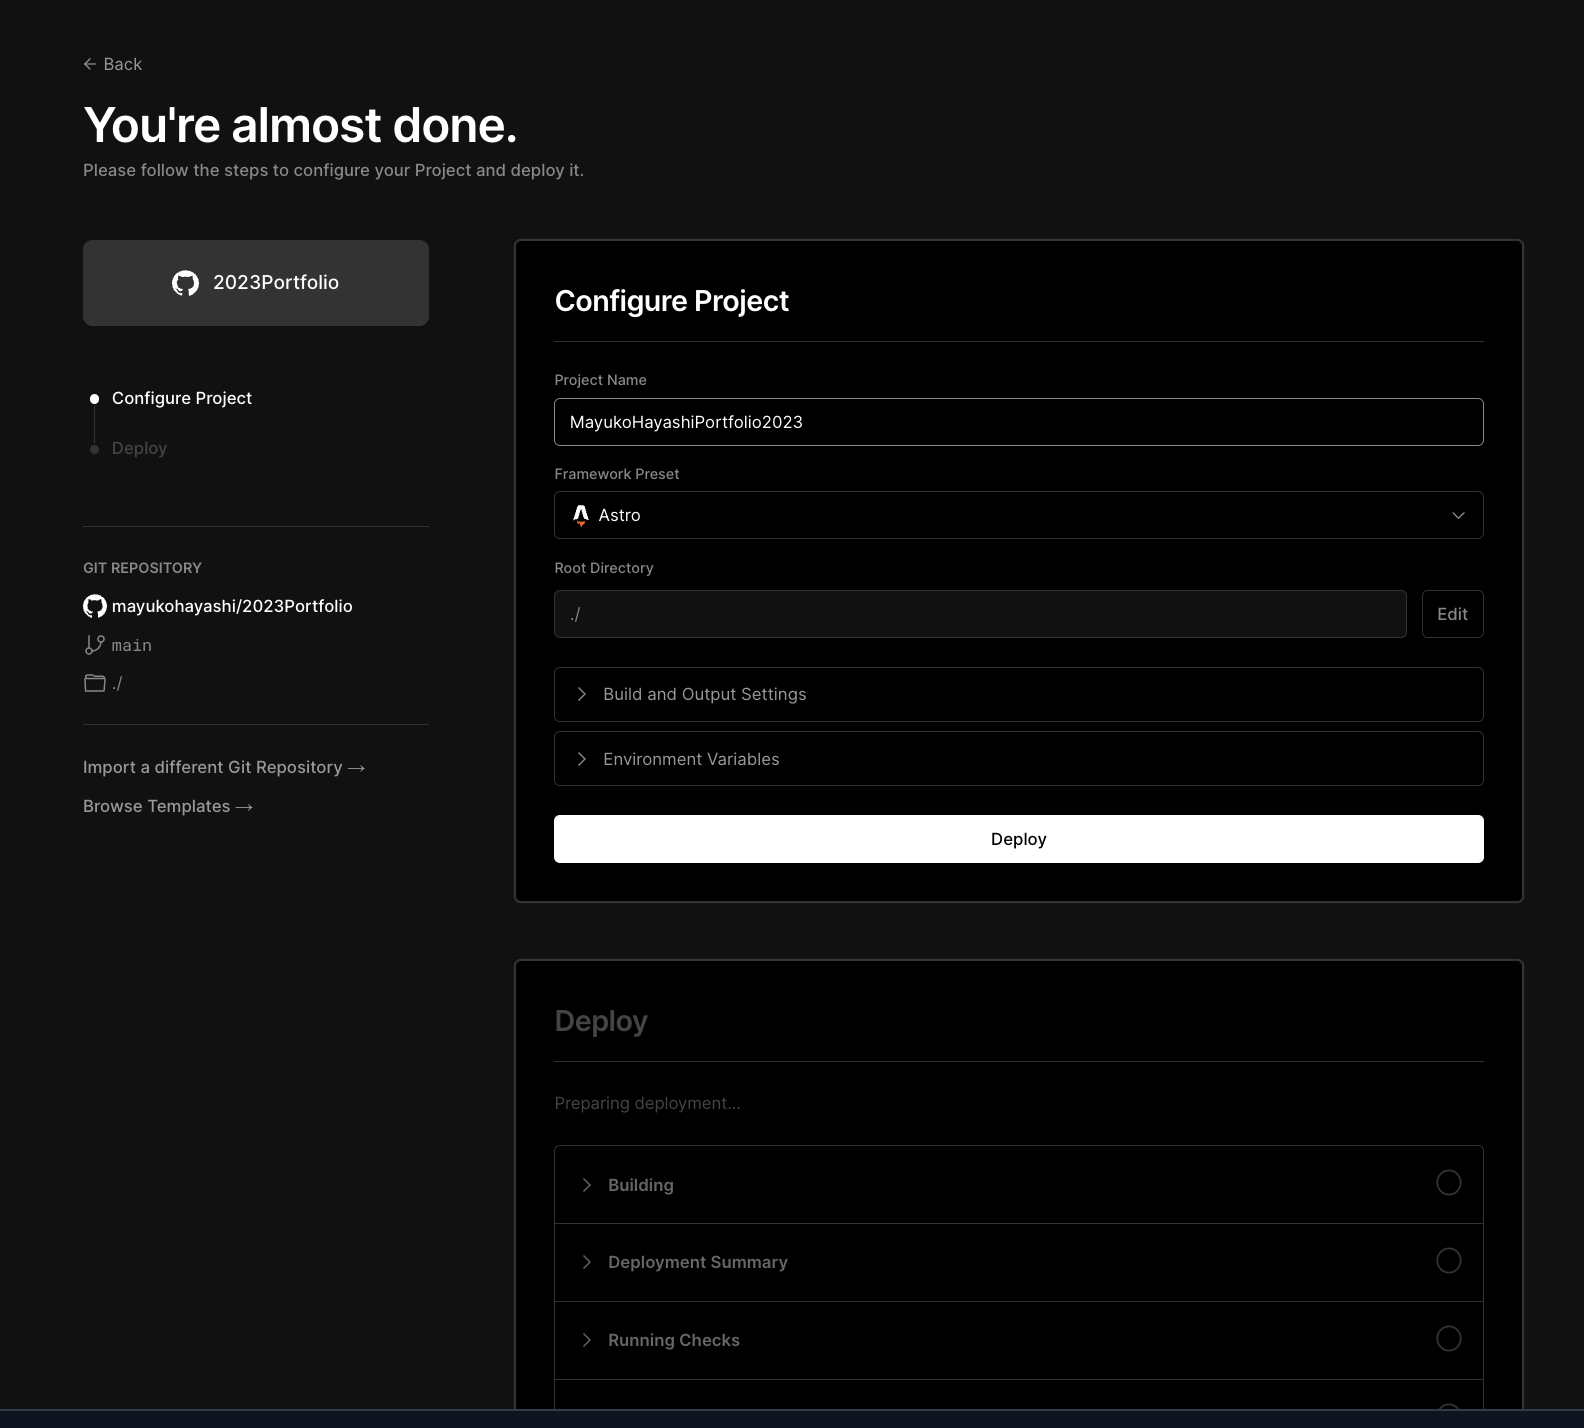 ← Back
You're almost done.
Please follow the steps to configure your Project and deploy it.
2023Portfolio
Configure Project
Deploy
GIT REPOSITORY
mayukohayashi/2023Portfolio
main
./
Import a different Git Repository →
Browse Templates →
Configure Project
Project Name
MayukoHayashiPortfolio2023
Framework Preset
Astro
Root Directory
./
Edit
Build and Output Settings
Environment Variables
Deploy
Deploy
Preparing deployment...
Building
Deployment Summary
Running Checks